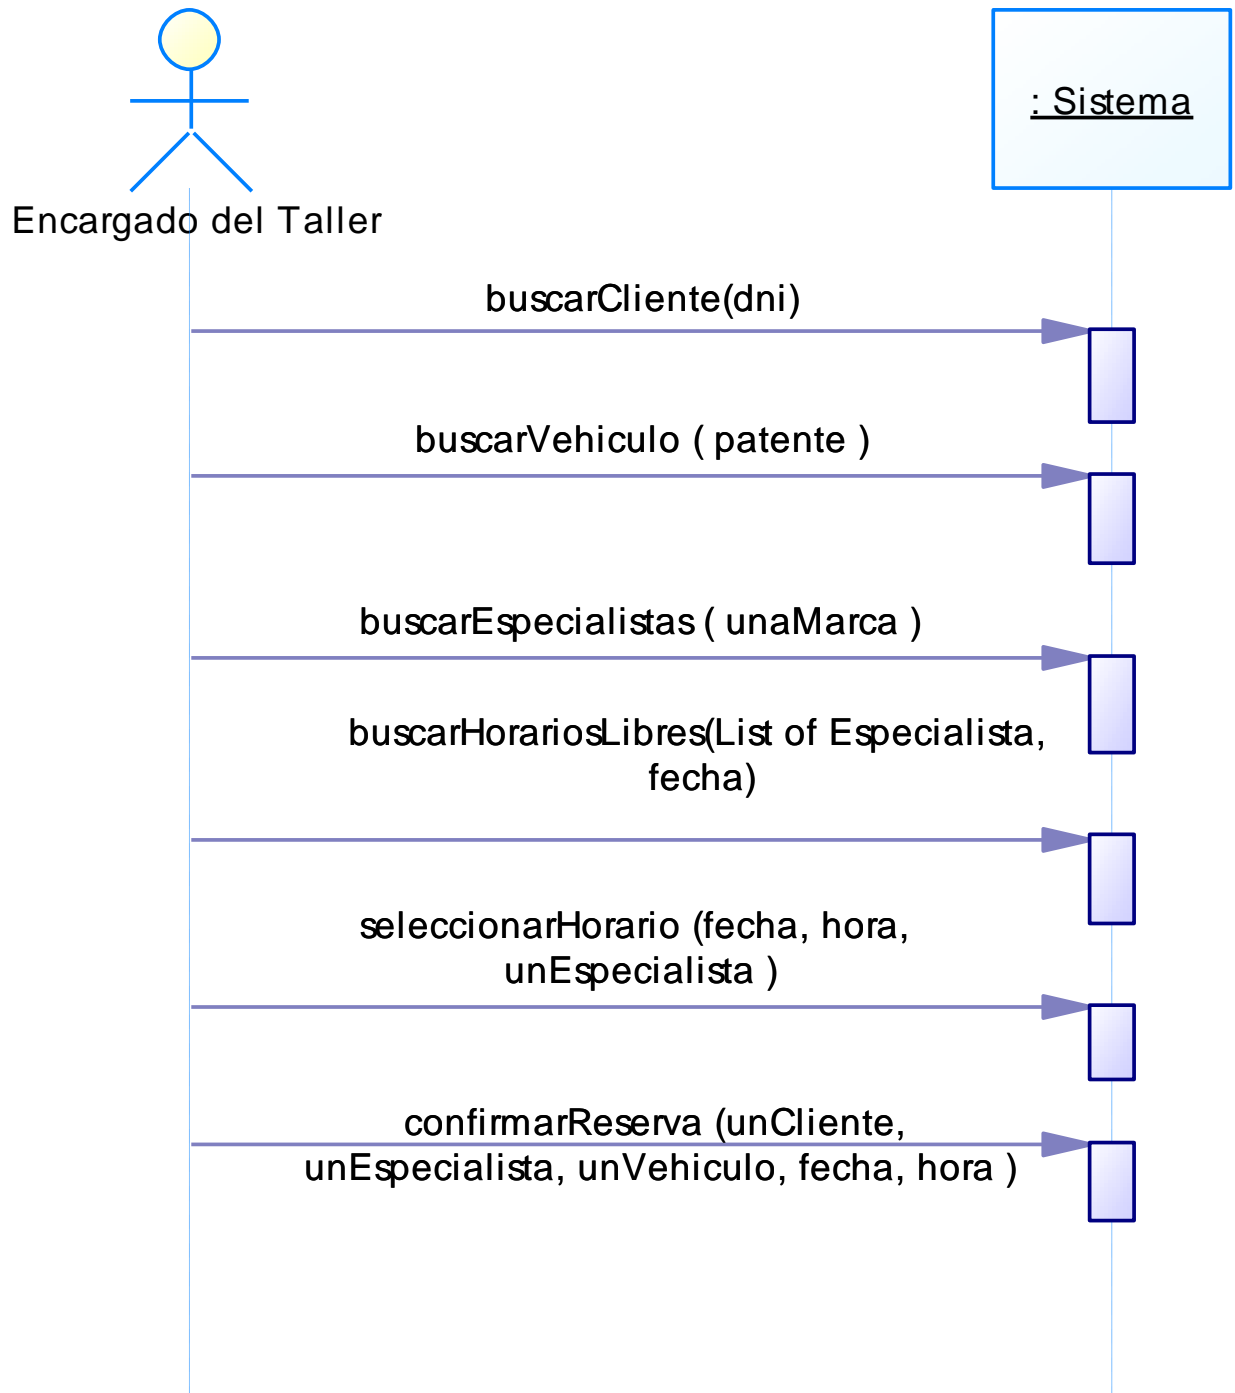 : Sistema
Encargado del Taller
buscarCliente(dni)
buscarVehiculo ( patente )
buscarEspecialistas ( unaMarca )
buscarHorariosLibres(List of Especialista,
fecha)
seleccionarHorario (fecha, hora,
unEspecialista )
confirmarReserva (unCliente,
unEspecialista, unVehiculo, fecha, hora )